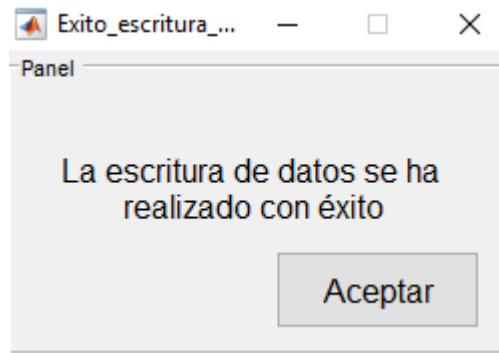 Exito_escritura_...
Panel
La escritura de datos se ha
realizado con éxito
Aceptar